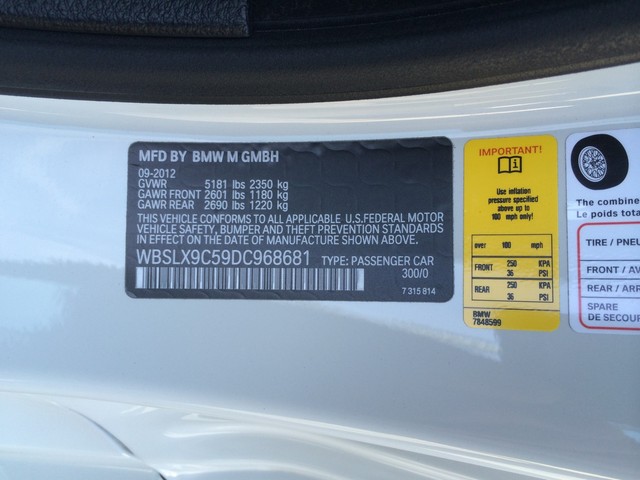 MFD BY BMW M GMBH
09-2012
GVWR 5181 lbs 2350 kg
GAWR FRONT 2601 lbs 1180 kg
GAWR REAR 2690 lbs 1220 kg
THIS VEHICLE CONFORMS TO ALL APPLICABLE U.S.FEDERAL MOTOR
VEHICLE SAFETY, BUMPER AND THEFT PREVENTION STANDARDS
IN EFFECT ON THE DATE OF MANUFACTURE SHOWN ABOVE.
WBSLX9C59DC968681 TYPE: PASSENGER CAR
300/0
7 315 814
IMPORTANT!
Use inflation
pressure specified
above up to
100 mph only!
over 100 mph
FRONT 250 KPA
36 PSI
REAR 250 KPA
36 PSI
BMW
7848599
The combine
Le poids tota
TIRE / PNEU
FRONT / AV
REAR / ARR
SPARE
DE SECOUR